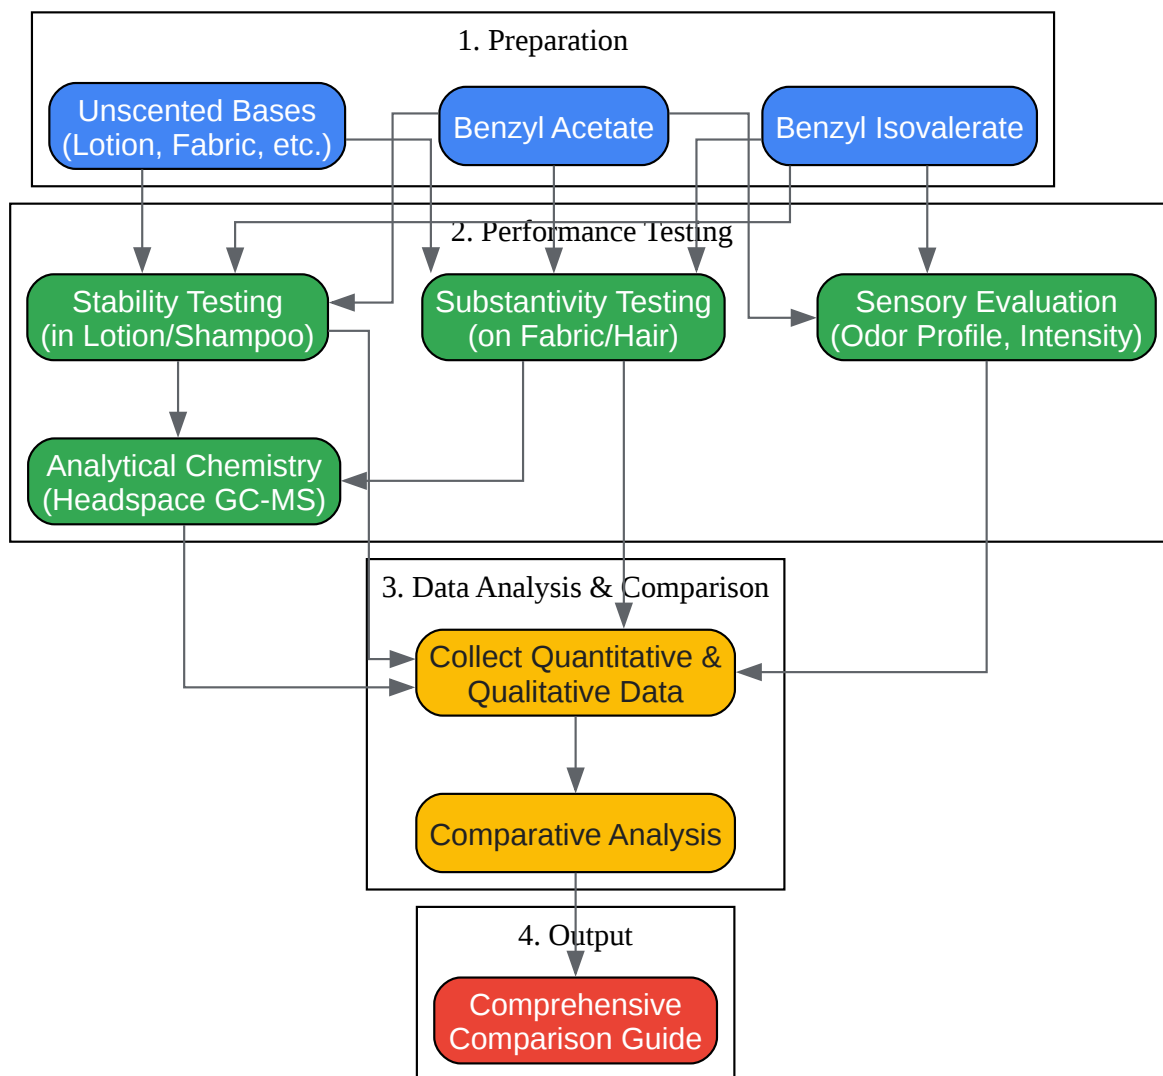 1. Preparation
Unscented Bases
(Lotion, Fabric, etc.)
Benzyl Acetate
Benzyl Isovalerate
2. Performance Testing
Stability Testing
(in Lotion/Shampoo)
Substantivity Testing
(on Fabric/Hair)
Sensory Evaluation
(Odor Profile, Intensity)
Analytical Chemistry
(Headspace GC-MS)
3. Data Analysis & Comparison
Collect Quantitative &
Qualitative Data
Comparative Analysis
4. Output
Comprehensive
Comparison Guide